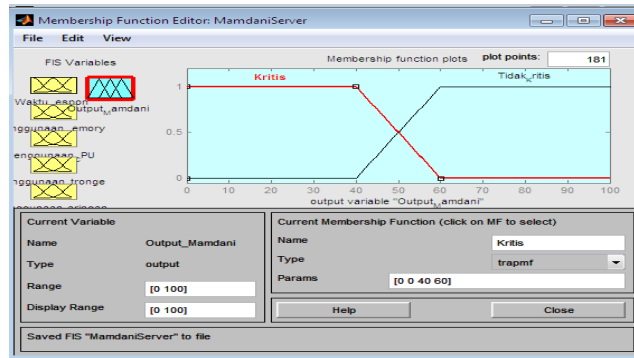 Membership Function Editor: MamdaniServer
File Edit View
FIS Variables
Membership function plots
plot points:
181
Kritis
Tidak_Kritis
1
0.5
0
0 10 20 30 40 50 60 70 80 90 100
output variable "Output_Mamdani"
Output_Mamdani
Current Variable
Name Output_Mamdani
Type output
Range [0 100]
Display Range [0 100]
Current Membership Function (click on MF to select)
Name Kritis
Type trapmf
Params [0 0 40 60]
Help Close
Saved FIS "MamdaniServer" to file